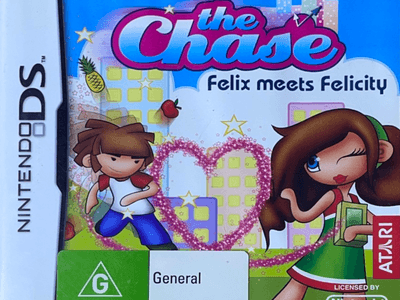 the
Chase
Felix meets Felicity
NINTENDO DS
G
General
ATARI
LICENSED BY